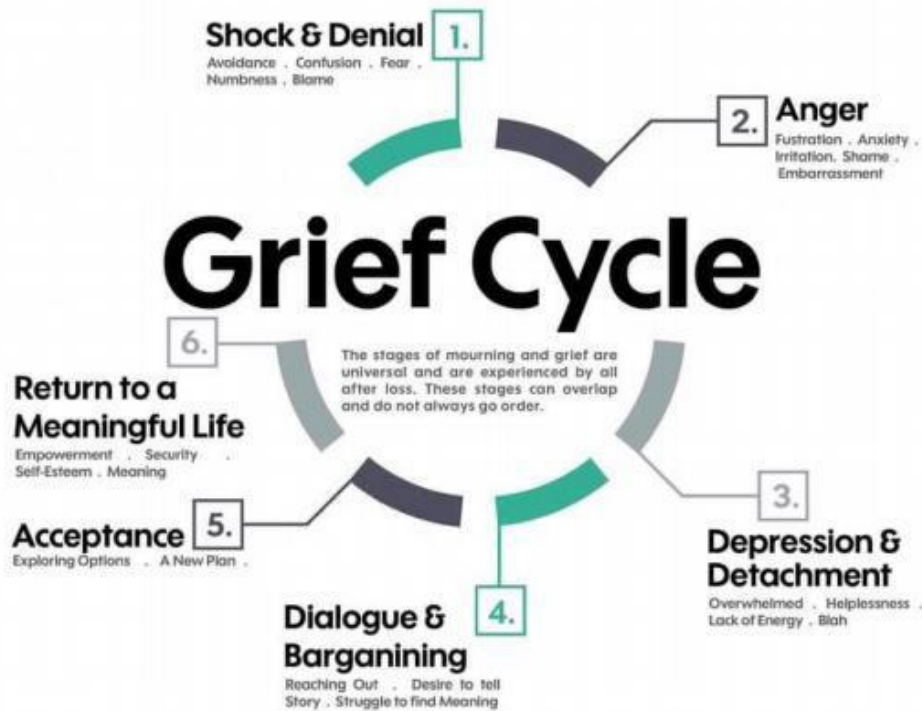 Shock & Denial 1.
Avoidance . Confusion . Fear .
Numbness . Blame
2. Anger
Fustration . Anxiety .
Irritation. Shame .
Embarrassment
Grief Cycle
The stages of mourning and grief are
universal and are experienced by all
after loss. These stages can overlap
and do not always go order.
6.
Return to a
Meaningful Life
Empowerment . Security .
Self-Esteem . Meaning
3.
Depression &
Detachment
Overwhelmed . Helplessness .
Lack of Energy . Blah
Acceptance 5.
Exploring Options . A New Plan .
4.
Dialogue &
Barganining
Reaching Out . Desire to tell
Story . Struggle to find Meaning